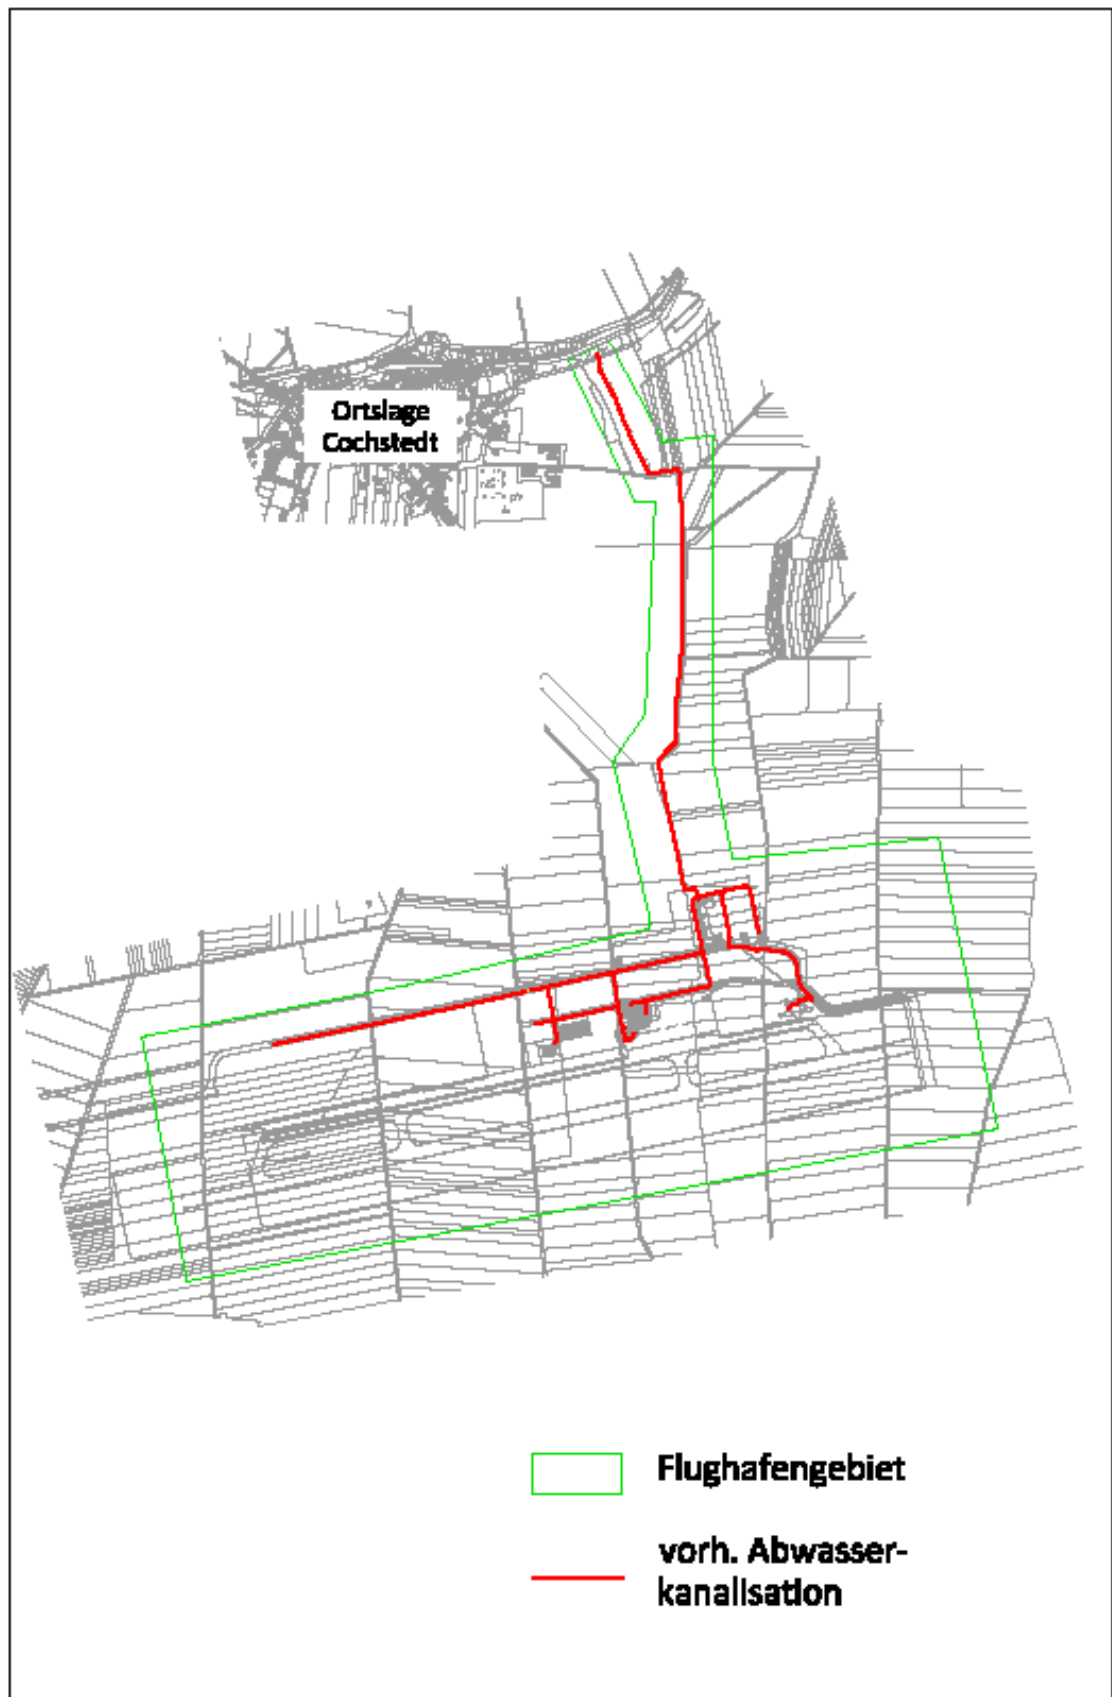 Ortslage
Cochstedt
Flughafengebiet
vorh. Abwasser-
kanalisation